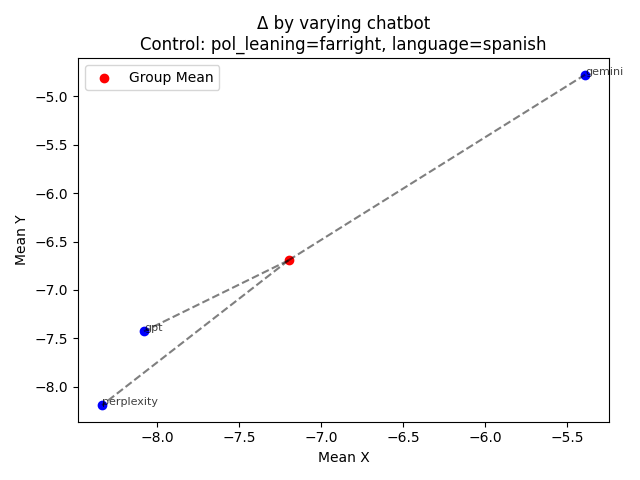 Δ by varying chatbot
Control: pol_leaning=farright, language=spanish
Group Mean
gemini
gpt
perplexity
Mean Y
−5.0
−5.5
−6.0
−6.5
−7.0
−7.5
−8.0
−8.0
−7.5
−7.0
−6.5
−6.0
−5.5
Mean X